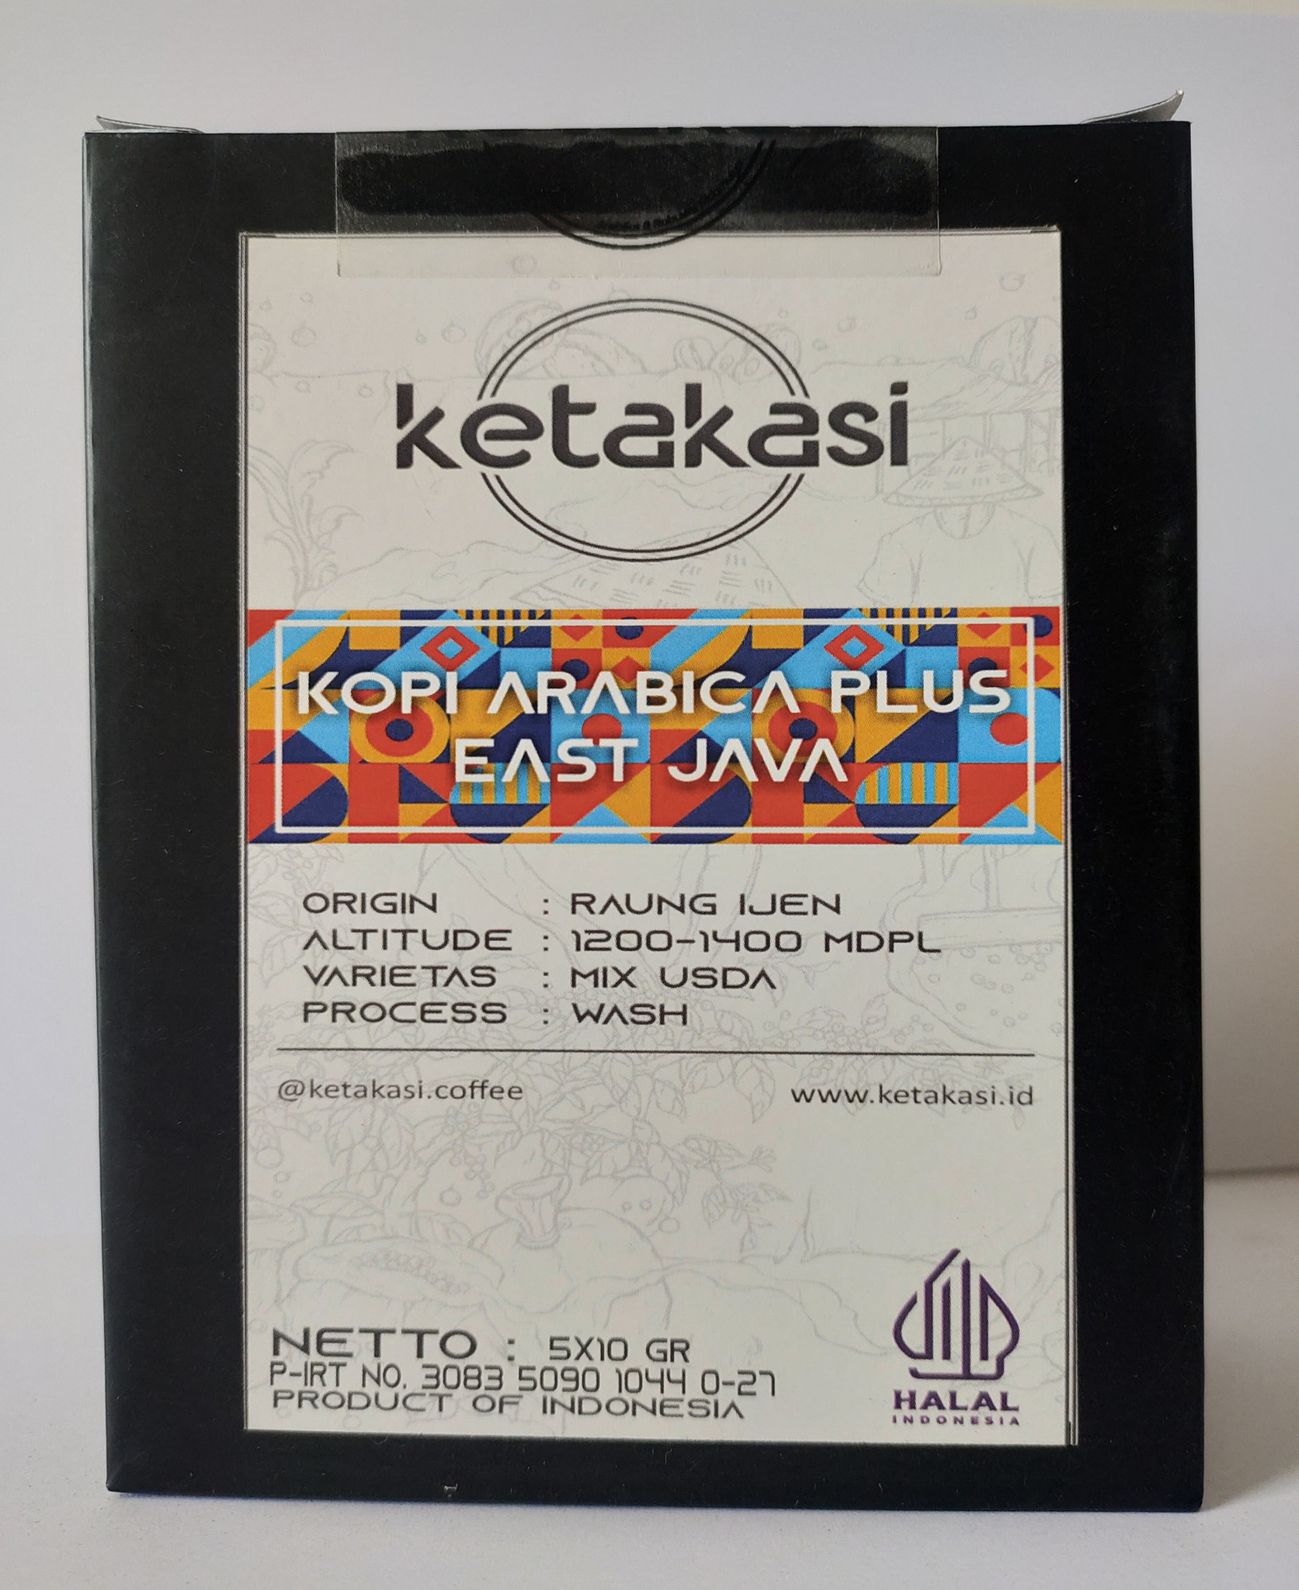 ketakasi
KOPI ARABICA PLUS
EAST JAVA
ORIGIN : RAUNG IJEN
ALTITUDE : 1200-1400 MDPL
VARIETAS : MIX USDA
PROCESS : WASH
@ketakasi.coffee www.ketakasi.id
NETTO : 5X10 GR
P-IRT NO. 3083 5090 1044 0-27
PRODUCT OF INDONESIA
HALAL
INDONESIA